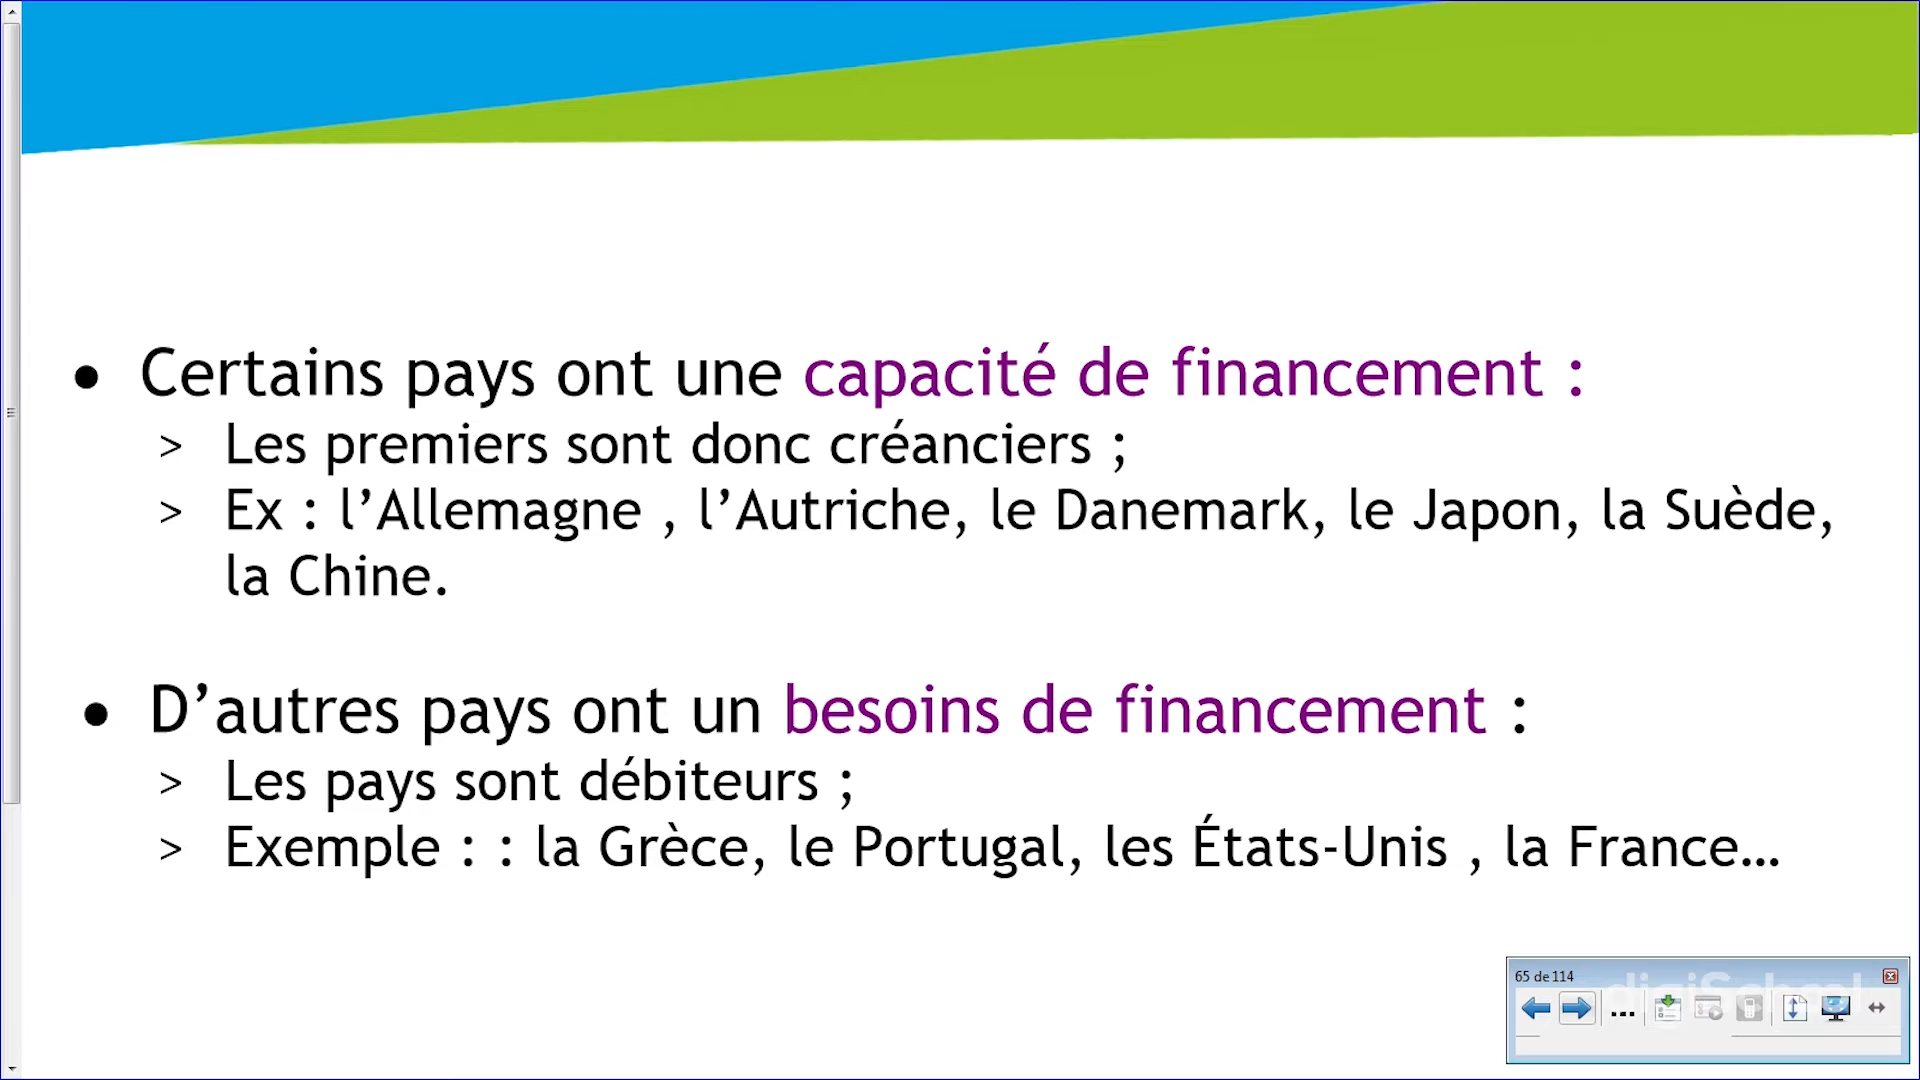 • Certains pays ont une capacité de financement :
> Les premiers sont donc créanciers ;
> Ex : l’Allemagne , l’Autriche, le Danemark, le Japon, la Suède,
la Chine.
• D’autres pays ont un besoins de financement :
> Les pays sont débiteurs ;
> Exemple : : la Grèce, le Portugal, les États-Unis , la France…
65 de 114
digiSchool